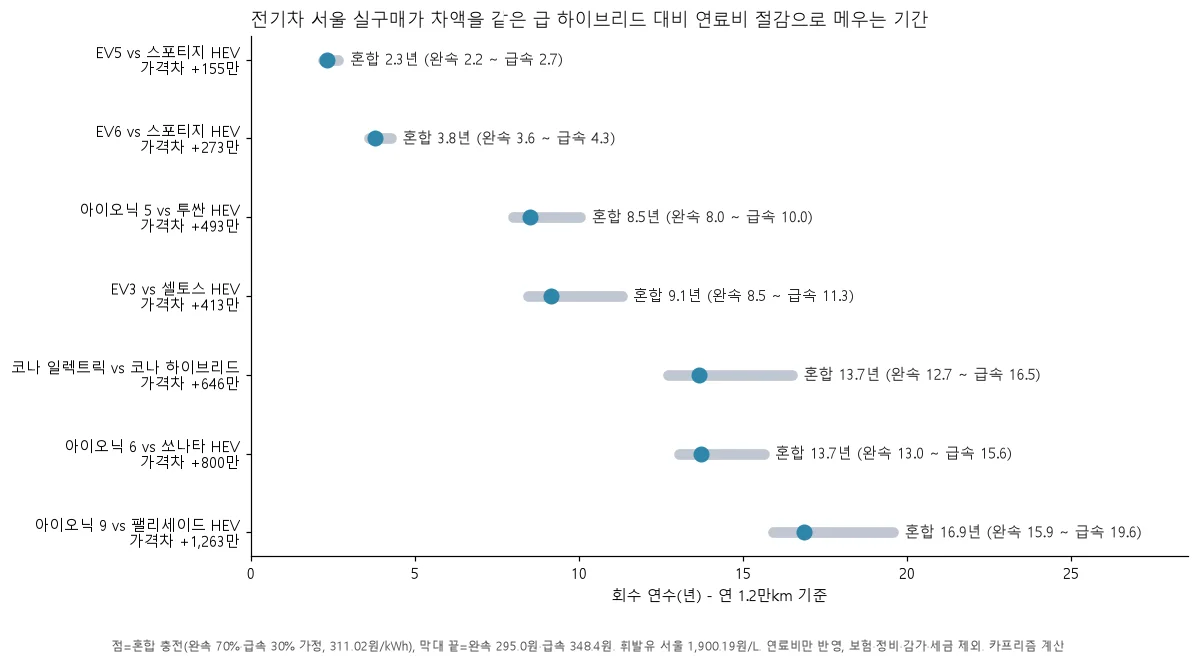 전기차 서울 실구매가 차액을 같은 급 하이브리드 대비 연료비 절감으로 메우는 기간
EV5 vs 스포티지 HEV
가격차 +155만
혼합 2.3년 (완속 2.2 ~ 급속 2.7)
EV6 vs 스포티지 HEV
가격차 +273만
혼합 3.8년 (완속 3.6 ~ 급속 4.3)
아이오닉 5 vs 투싼 HEV
가격차 +493만
혼합 8.5년 (완속 8.0 ~ 급속 10.0)
EV3 vs 셀토스 HEV
가격차 +413만
혼합 9.1년 (완속 8.5 ~ 급속 11.3)
코나 일렉트릭 vs 코나 하이브리드
가격차 +646만
혼합 13.7년 (완속 12.7 ~ 급속 16.5)
아이오닉 6 vs 쏘나타 HEV
가격차 +800만
혼합 13.7년 (완속 13.0 ~ 급속 15.6)
아이오닉 9 vs 팰리세이드 HEV
가격차 +1,263만
혼합 16.9년 (완속 15.9 ~ 급속 19.6)
0 5 10 15 20 25
회수 연수(년) - 연 1.2만km 기준
점=혼합 충전(완속 70%·급속 30% 가정, 311.02원/kWh), 막대 끝=완속 295.0원·급속 348.4원. 휘발유 서울 1,900.19원/L. 연료비만 반영, 보험·정비·감가·세금 제외. 카프리즘 계산